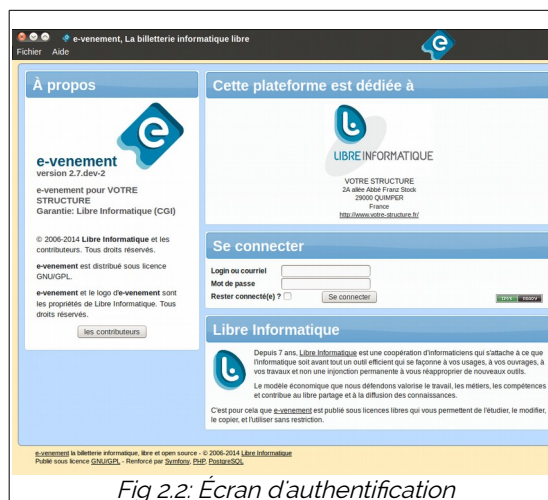 e-venement, La billetterie informatique libre
Fichier Aide
À propos
e-venement
version 2.7.dev-2
e-venement pour VOTRE
STRUCTURE
Garantie: Libre Informatique (CGI)
© 2006-2014 Libre Informatique et les
contributeurs. Tous droits réservés.
e-venement est distribué sous licence
GNU/GPL.
e-venement et le logo d'e-venement sont
les propriétés de Libre Informatique. Tous
droits réservés.
les contributeurs
Cette plateforme est dédiée à
LIBRE INFORMATIQUE
VOTRE STRUCTURE
2A allée Abbé Franz Stock
29000 QUIMPER
France
http://www.votre-structure.fr/
Se connecter
Login ou courriel
Mot de passe
Rester connecté(e) ?
Se connecter
IPV6 READY
Libre Informatique
Depuis 7 ans, Libre Informatique est une coopération d'informaticiens qui s'attache à ce que
l'informatique soit avant tout un outil efficient qui se façonne à vos usages, à vos ouvrages, à
vos travaux et non une injonction permanente à vous réapproprier de nouveaux outils.
Le modèle économique que nous défendons valorise le travail, les métiers, les compétences
et contribue au libre partage et à la diffusion des connaissances.
C'est pour cela que e-venement est publié sous licences libres qui vous permettent de l'étudier, le modifier,
le copier, et l'utiliser sans restriction.
e-venement la billetterie informatique, libre et open source - © 2006-2014 Libre Informatique
Publié sous licence GNU/GPL - Renforcé par Symfony, PHP, PostgreSQL
Fig 2.2: Écran d'authentification